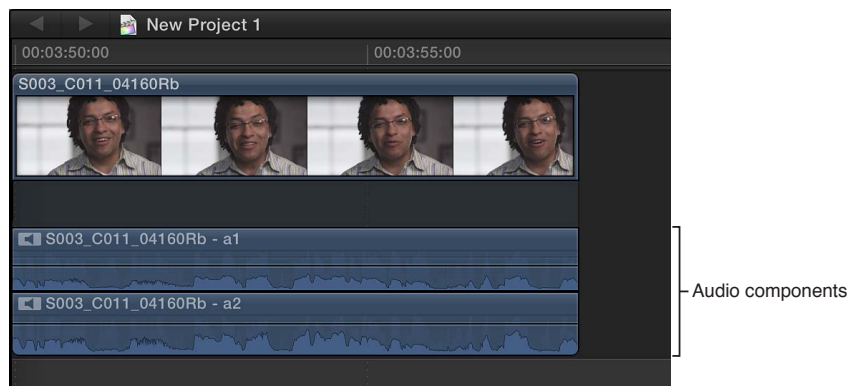 New Project 1
00:03:50:00 00:03:55:00
S003_C011_04160Rb
S003_C011_04160Rb - a1
Audio components
S003_C011_04160Rb - a2